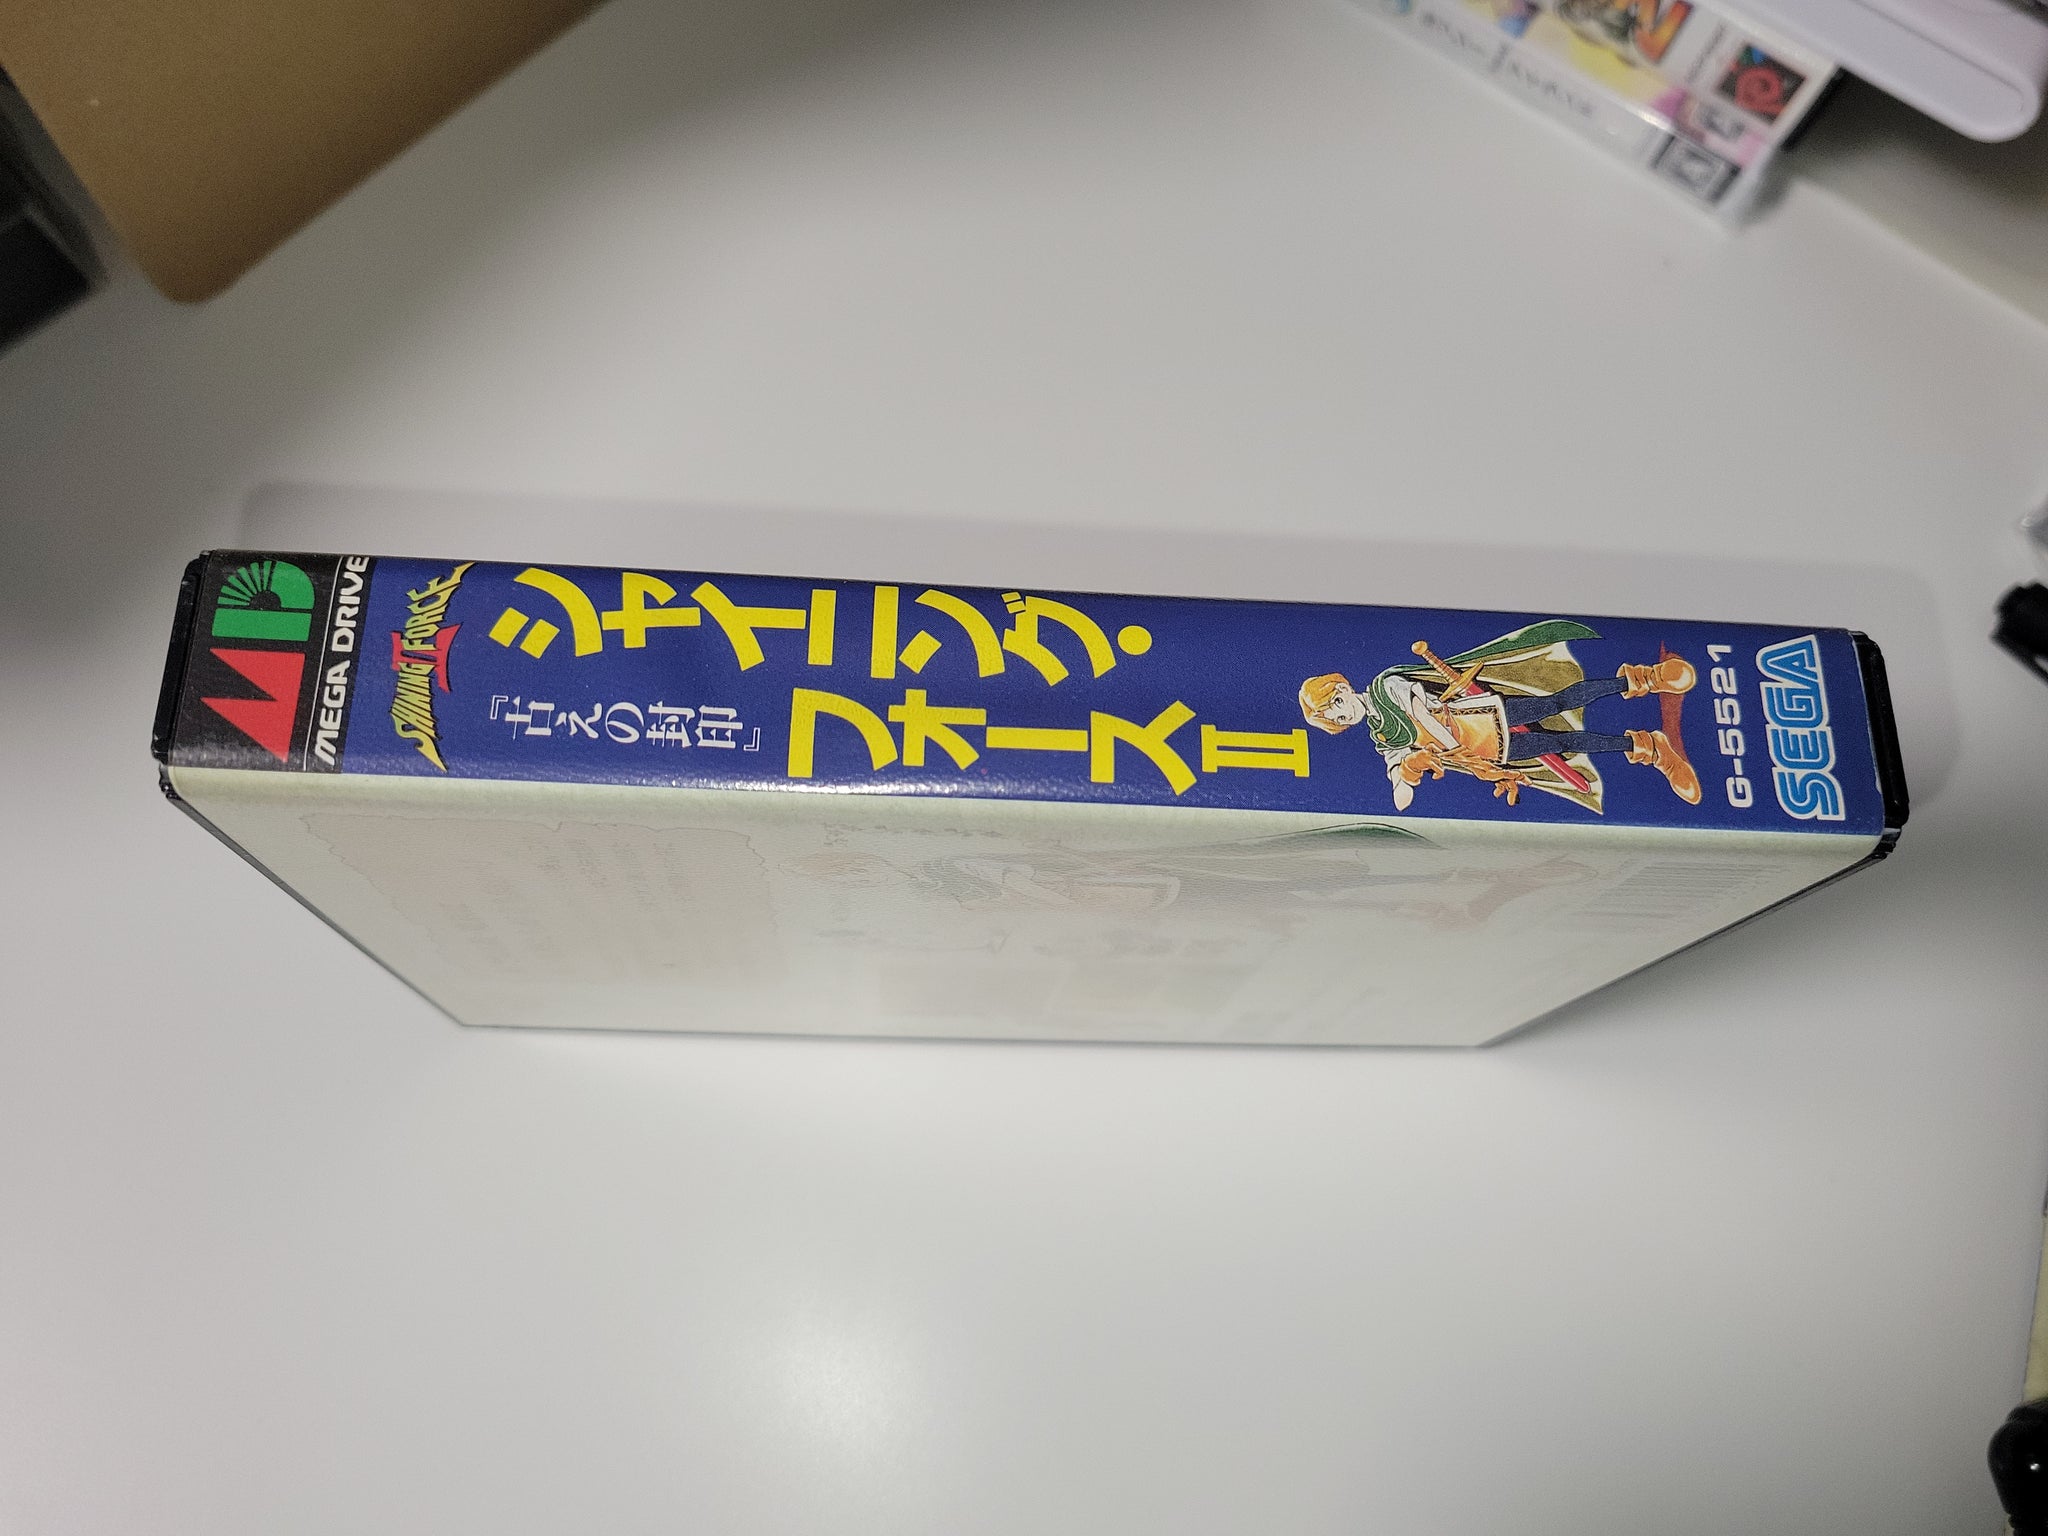 MD
MEGA DRIVE
SHINING FORCE II
シャイニング・
フォースⅡ
『古えの封印』
G-5521
SEGA